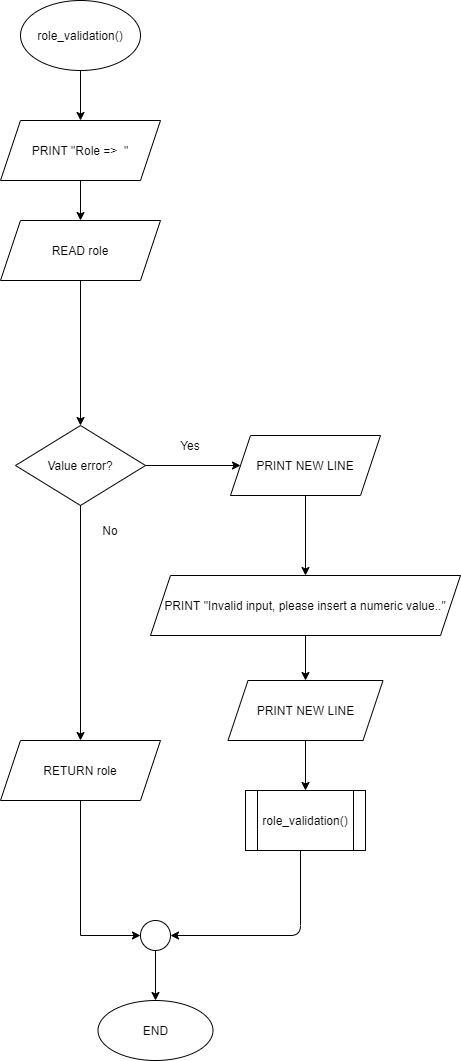 role_validation()
PRINT "Role =>  "
READ role
Value error?
Yes
PRINT NEW LINE
No
PRINT "Invalid input, please insert a numeric value.."
PRINT NEW LINE
RETURN role
role_validation()
END